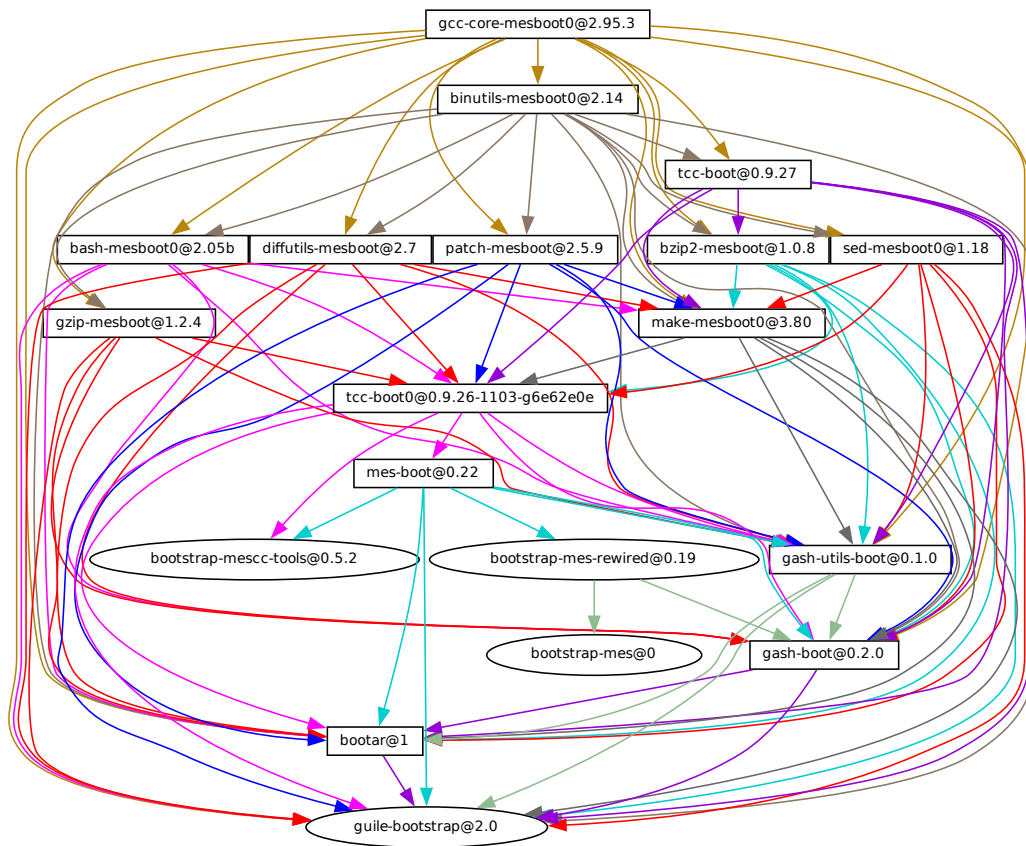 gcc-core-mesboot0@2.95.3
binutils-mesboot0@2.14
tcc-boot@0.9.27
bash-mesboot0@2.05b
diffutils-mesboot@2.7
patch-mesboot@2.5.9
bzip2-mesboot@1.0.8
sed-mesboot0@1.18
gzip-mesboot@1.2.4
make-mesboot0@3.80
tcc-boot0@0.9.26-1103-g6e62e0e
mes-boot@0.22
bootstrap-mescc-tools@0.5.2
bootstrap-mes-rewired@0.19
gash-utils-boot@0.1.0
bootstrap-mes@0
gash-boot@0.2.0
bootar@1
guile-bootstrap@2.0